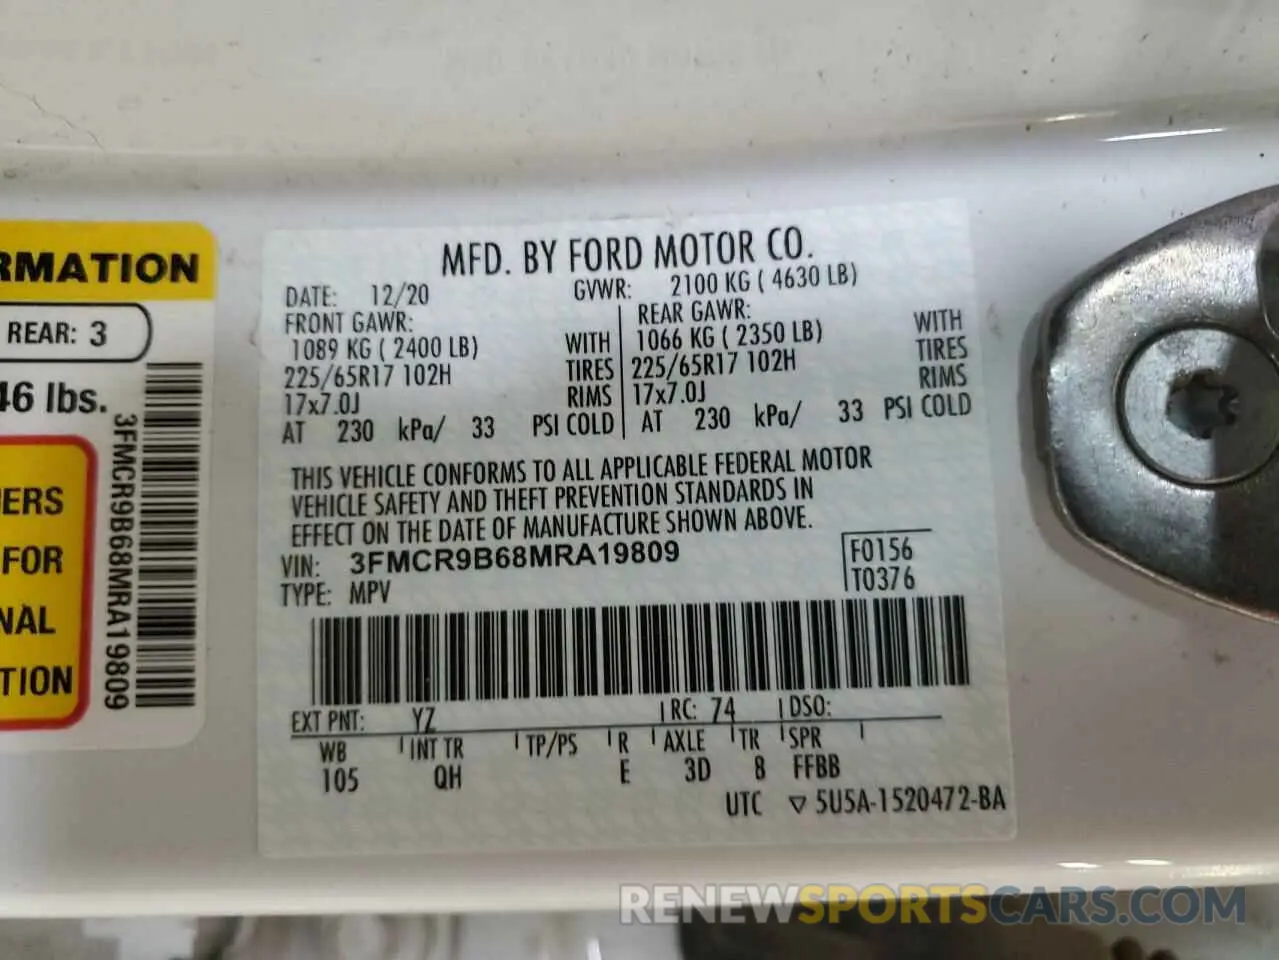 RMATION
REAR: 3
46 lbs.
ERS
FOR
NAL
TION
3FMCR9B68MRA19809
MFD. BY FORD MOTOR CO.
DATE: 12/20 GVWR: 2100 KG ( 4630 LB)
FRONT GAWR: REAR GAWR:
1089 KG ( 2400 LB) WITH 1066 KG ( 2350 LB) WITH
225/65R17 102H TIRES 225/65R17 102H TIRES
17x7.0J RIMS 17x7.0J RIMS
AT 230 kPa/ 33 PSI COLD AT 230 kPa/ 33 PSI COLD
THIS VEHICLE CONFORMS TO ALL APPLICABLE FEDERAL MOTOR
VEHICLE SAFETY AND THEFT PREVENTION STANDARDS IN
EFFECT ON THE DATE OF MANUFACTURE SHOWN ABOVE.
VIN: 3FMCR9B68MRA19809 F0156
TYPE: MPV T0376
EXT PNT: YZ RC: 74 DSO:
WB INT TR TP/PS R AXLE TR SPR
105 QH E 3D 8 FFBB
UTC 5U5A-1520472-BA
RENEWSPORTSCARS.COM